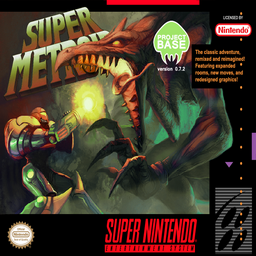 SUPER
METROID
PROJECT
BASE
version 0.7.2
LICENSED BY
Nintendo
The classic adventure,
remixed and reimagined!
Featuring expanded
rooms, new moves, and
redesigned graphics!
SUPER NINTENDO
ENTERTAINMENT SYSTEM